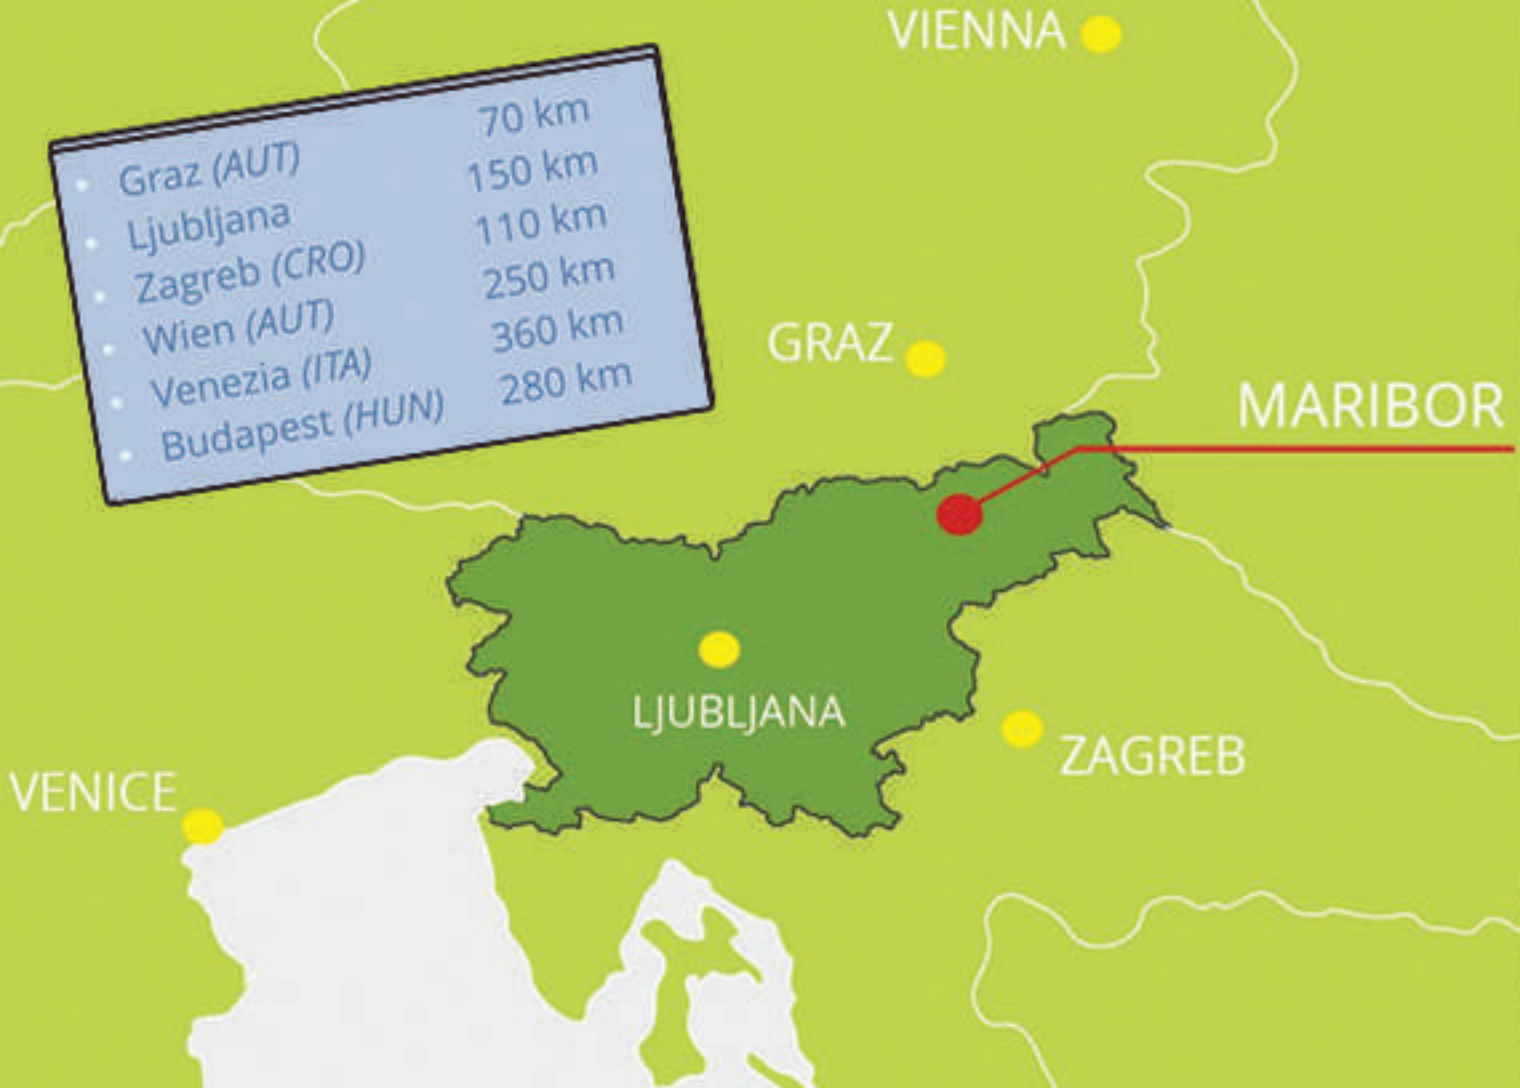 VIENNA
Graz (AUT) 70 km
Ljubljana 150 km
Zagreb (CRO) 110 km
Wien (AUT) 250 km
Venezia (ITA) 360 km
Budapest (HUN) 280 km
GRAZ
MARIBOR
LJUBLJANA
ZAGREB
VENICE